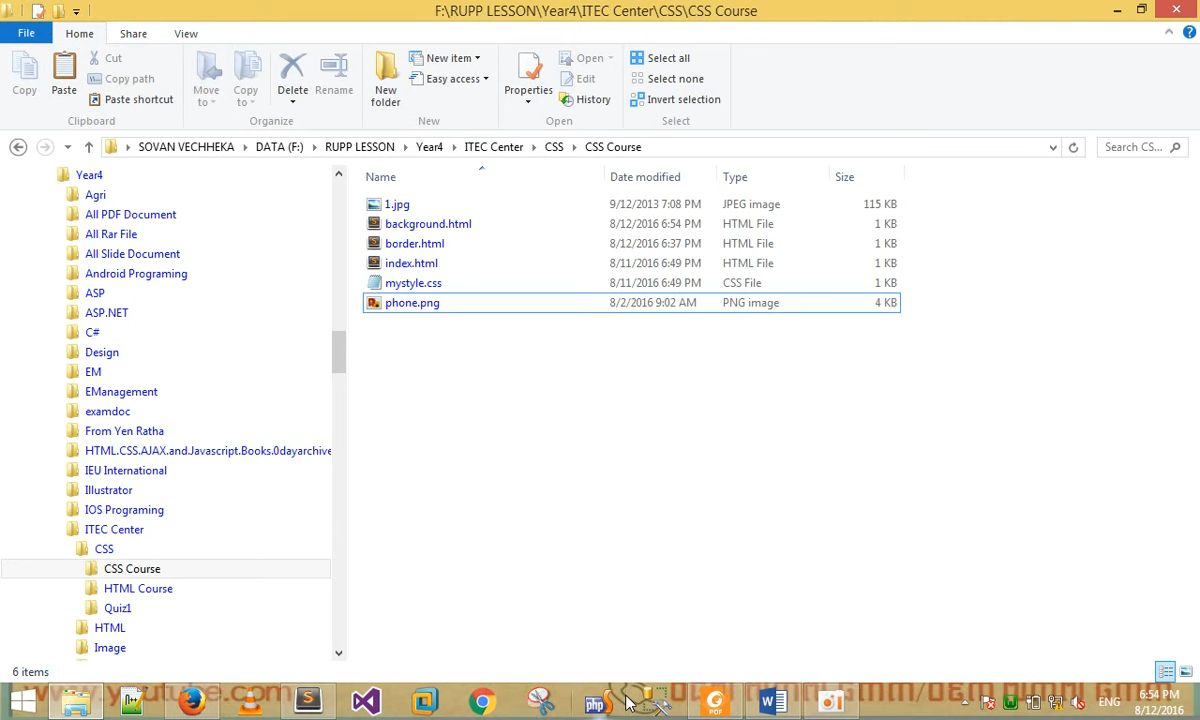 F:\RUPP LESSON\Year4\ITEC Center\CSS\CSS Course
File Home Share View
Copy
Paste
Cut
Copy path
Paste shortcut
Clipboard
Move to
Copy to
Delete
Rename
Organize
New folder
New item
Easy access
New
Properties
Open
Edit
History
Open
Select all
Select none
Invert selection
Select
SOVAN VECHHEKA DATA (F:) RUPP LESSON Year4 ITEC Center CSS CSS Course
Search CS...
Year4
Agri
All PDF Document
All Rar File
All Slide Document
Android Programing
ASP
ASP.NET
C#
Design
EM
EManagement
examdoc
From Yen Ratha
HTML.CSS.AJAX.and.Javascript.Books.0dayarchive
IEU International
Illustrator
IOS Programing
ITEC Center
CSS
CSS Course
HTML Course
Quiz1
HTML
Image
Name Date modified Type Size
1.jpg 9/12/2013 7:08 PM JPEG image 115 KB
background.html 8/12/2016 6:54 PM HTML File 1 KB
border.html 8/12/2016 6:37 PM HTML File 1 KB
index.html 8/11/2016 6:49 PM HTML File 1 KB
mystyle.css 8/11/2016 6:49 PM CSS File 1 KB
phone.png 8/2/2016 9:02 AM PNG image 4 KB
6 items
www.youtube.com
php
PDF
ENG
6:54 PM
8/12/2016